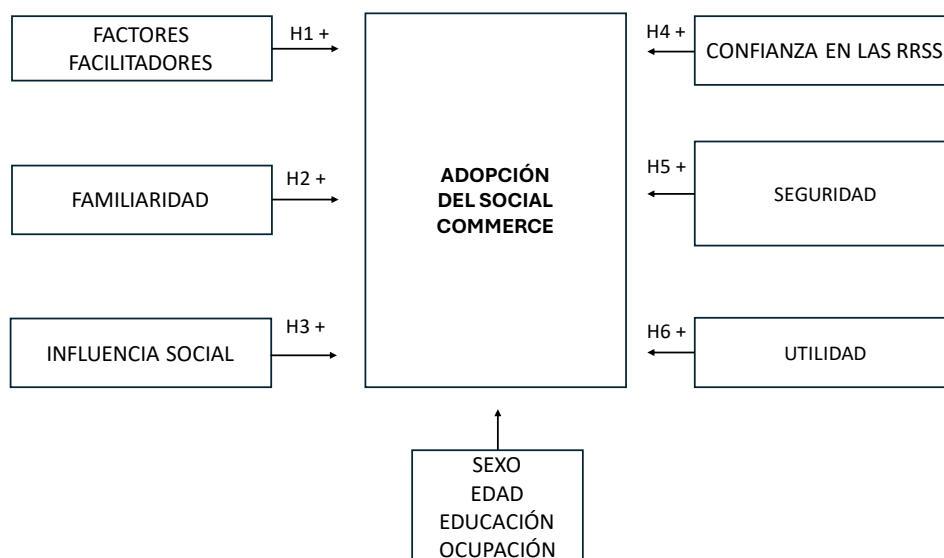 FACTORES
FACILITADORES
H1 +
FAMILIARIDAD
H2 +
INFLUENCIA SOCIAL
H3 +
ADOPCIÓN
DEL SOCIAL
COMMERCE
H4 +
CONFIANZA EN LAS RRSS
H5 +
SEGURIDAD
H6 +
UTILIDAD
SEXO
EDAD
EDUCACIÓN
OCUPACIÓN